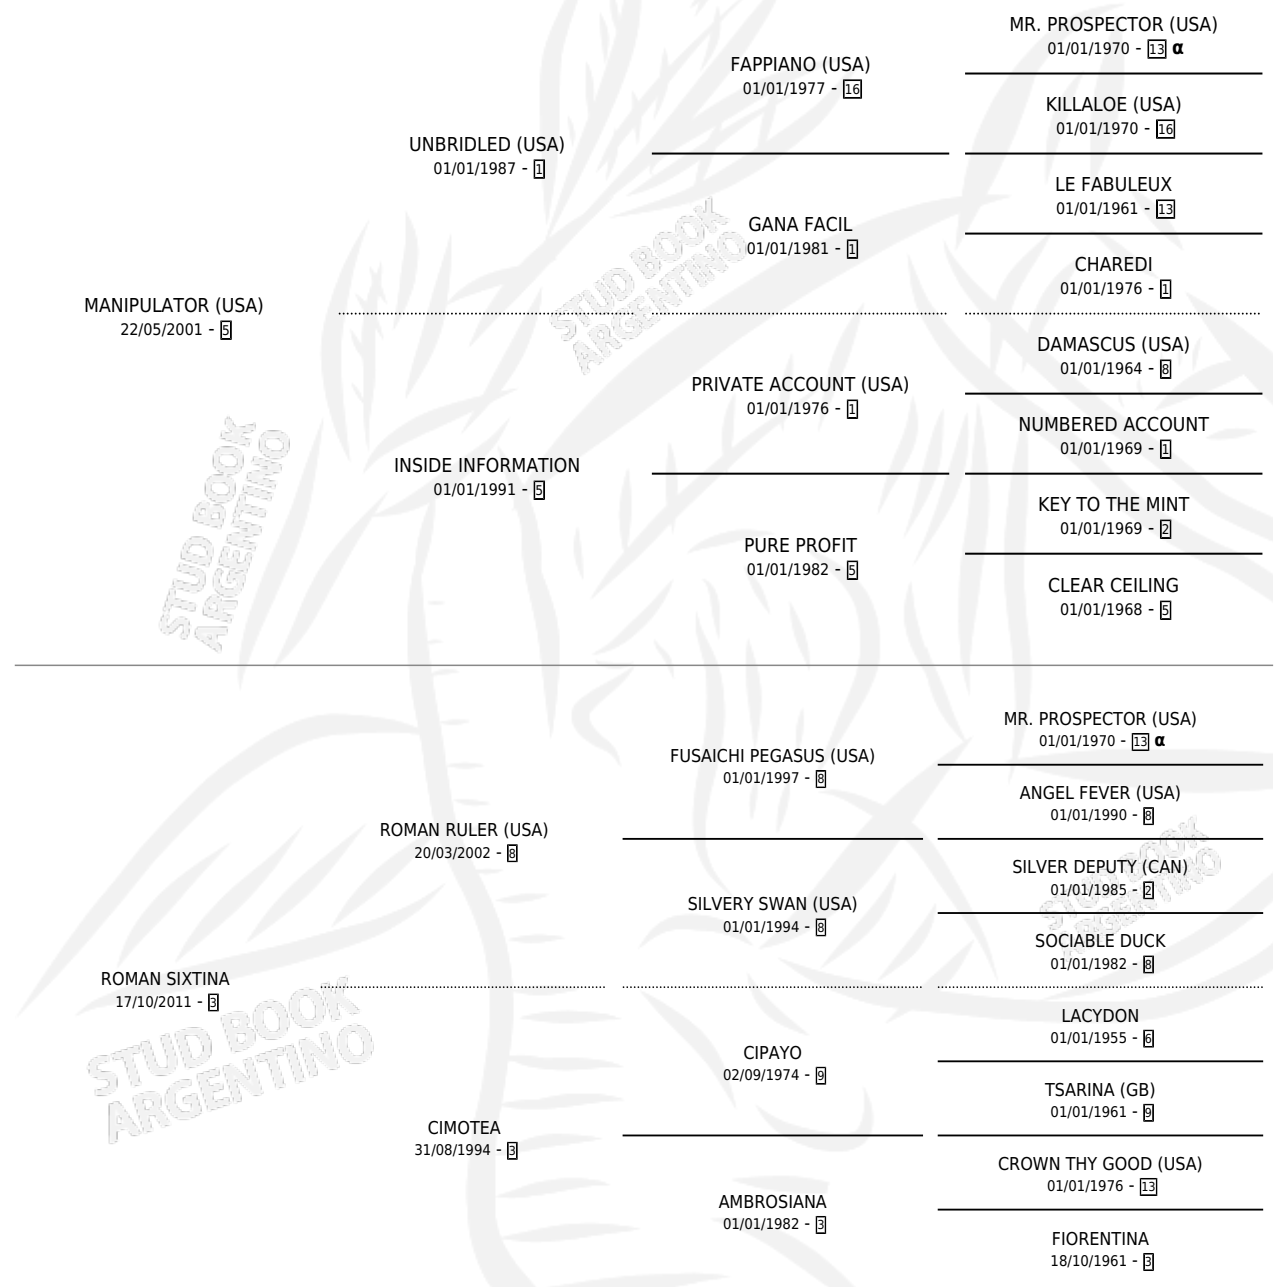 MR. PROSPECTOR (USA)
01/01/1970 - 13 α
FAPPIANO (USA)
01/01/1977 - 16
KILLALOE (USA)
01/01/1970 - 16
UNBRIDLED (USA)
01/01/1987 - 1
LE FABULEUX
01/01/1961 - 13
GANA FACIL
01/01/1981 - 1
CHAREDI
01/01/1976 - 1
MANIPULATOR (USA)
22/05/2001 - 5
DAMASCUS (USA)
01/01/1964 - 8
PRIVATE ACCOUNT (USA)
01/01/1976 - 1
NUMBERED ACCOUNT
01/01/1969 - 1
INSIDE INFORMATION
01/01/1991 - 5
KEY TO THE MINT
01/01/1969 - 2
PURE PROFIT
01/01/1982 - 5
CLEAR CEILING
01/01/1968 - 5
STUD BOOK
ARGENTINO
STUD BOOK
ARGENTINO
MR. PROSPECTOR (USA)
01/01/1970 - 13 α
FUSAICHI PEGASUS (USA)
01/01/1997 - 8
ANGEL FEVER (USA)
01/01/1990 - 8
ROMAN RULER (USA)
20/03/2002 - 8
SILVER DEPUTY (CAN)
01/01/1985 - 2
SILVERY SWAN (USA)
01/01/1994 - 8
SOCIABLE DUCK
01/01/1982 - 8
ROMAN SIXTINA
17/10/2011 - 3
LACYDON
01/01/1955 - 6
CIPAYO
02/09/1974 - 9
TSARINA (GB)
01/01/1961 - 9
CIMOTEA
31/08/1994 - 3
CROWN THY GOOD (USA)
01/01/1976 - 13
AMBROSIANA
01/01/1982 - 3
FIORENTINA
18/10/1961 - 3
STUD BOOK
ARGENTINO
STUD BOOK
ARGENTINO